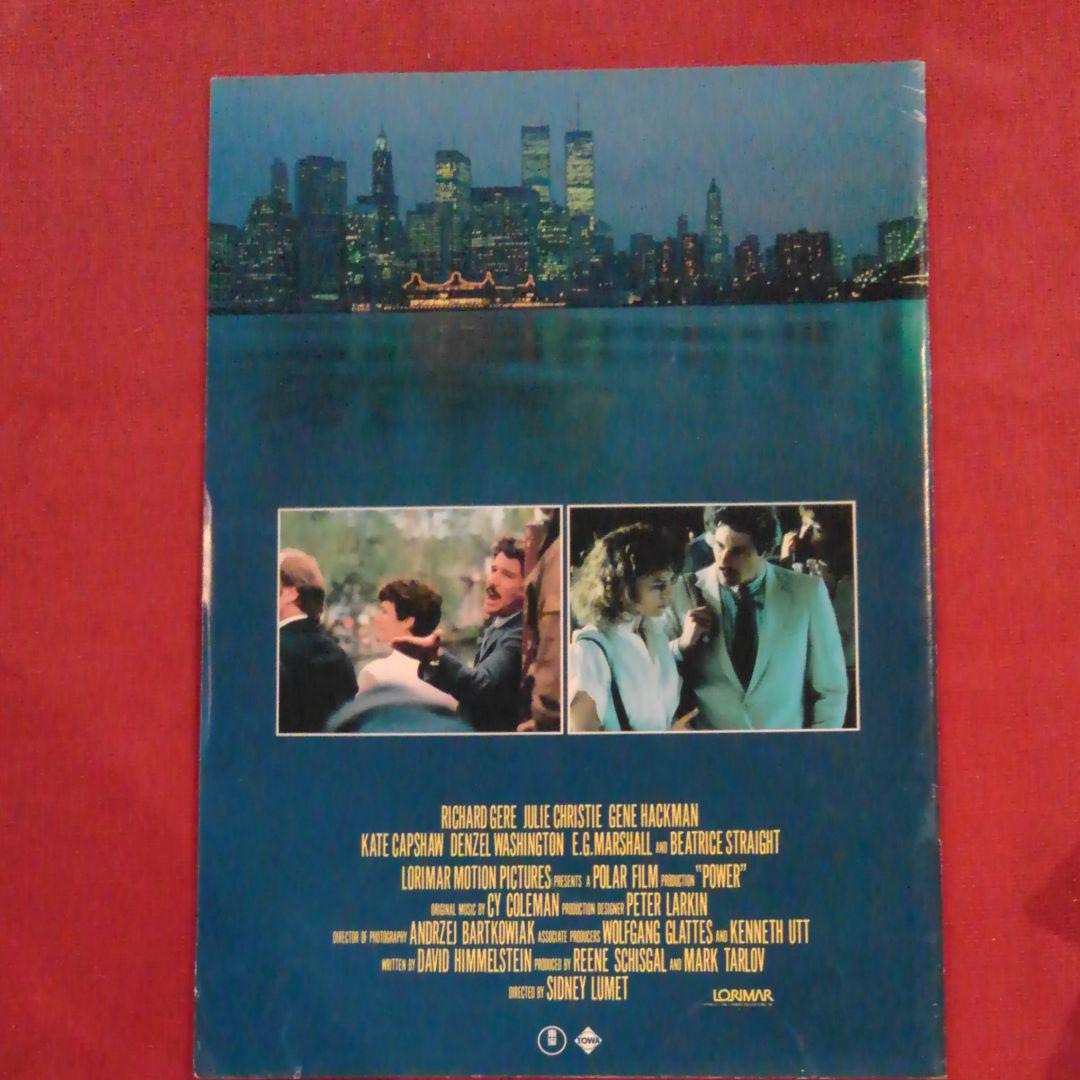 RICHARD GERE JULIE CHRISTIE GENE HACKMAN
KATE CAPSHAW DENZEL WASHINGTON E.G. MARSHALL AND BEATRICE STRAIGHT
LORIMAR MOTION PICTURES PRESENTS A POLAR FILM PRODUCTION "POWER"
ORIGINAL MUSIC BY CY COLEMAN PRODUCTION DESIGNER PETER LARKIN
DIRECTOR OF PHOTOGRAPHY ANDRZEJ BARTKOWIAK ASSOCIATE PRODUCERS WOLFGANG GLATTES AND KENNETH UTT
WRITTEN BY DAVID HIMMELSTEIN PRODUCED BY REENE SCHISGAL AND MARK TARLOV
DIRECTED BY SIDNEY LUMET
LORIMAR
TOWA